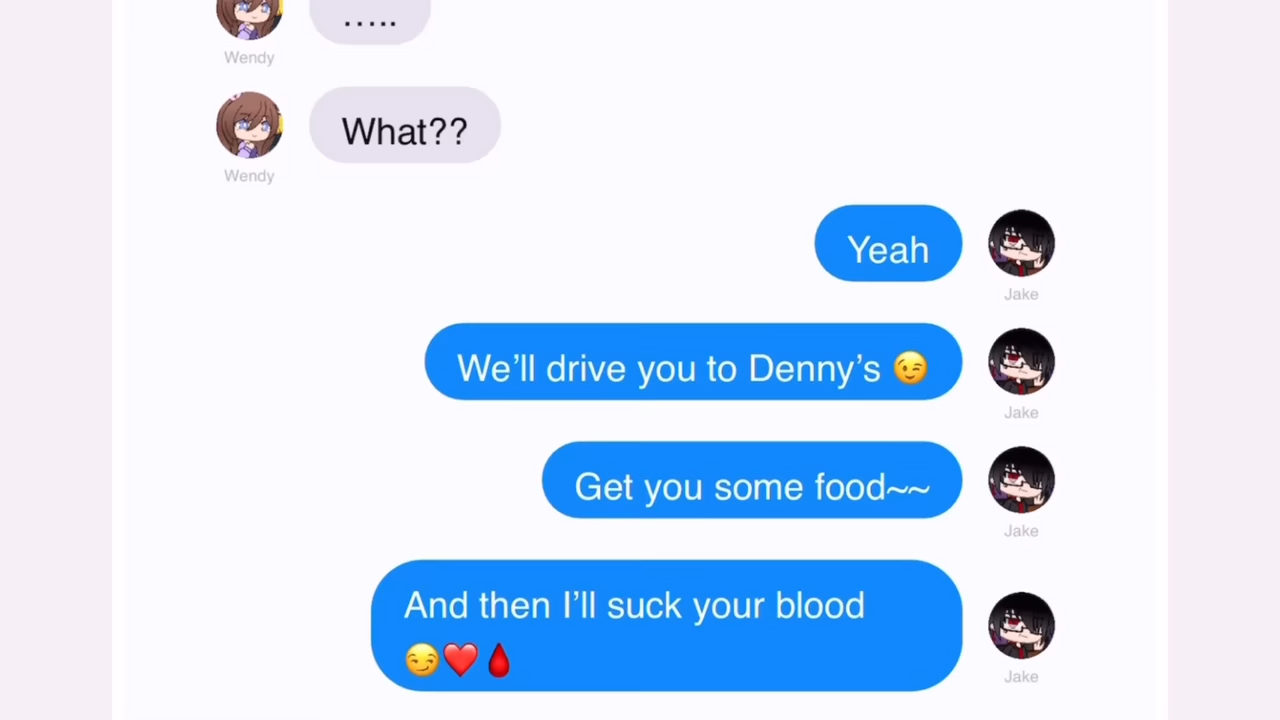 .....
Wendy
What??
Wendy
Yeah
Jake
We’ll drive you to Denny’s 😉
Jake
Get you some food~~
Jake
And then I’ll suck your blood
😏❤️🩸
Jake